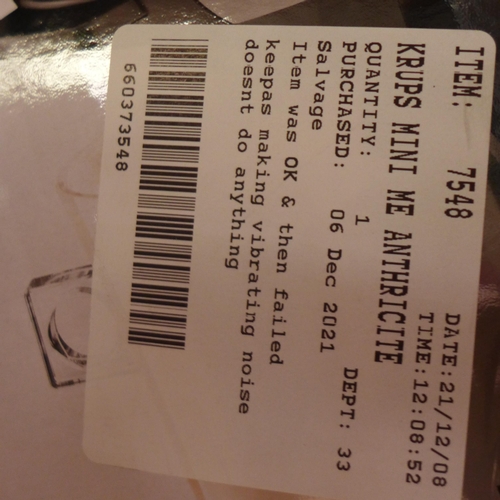 ITEM: 7548 DATE:21/12/08
TIME:12:08:52
KRUPS MINI ME ANTHRICITE
QUANTITY: 1 DEPT: 33
PURCHASED: 06 Dec 2021
Salvage
Item was OK & then failed
keepas making vibrating noise
doesnt do anything
660373548